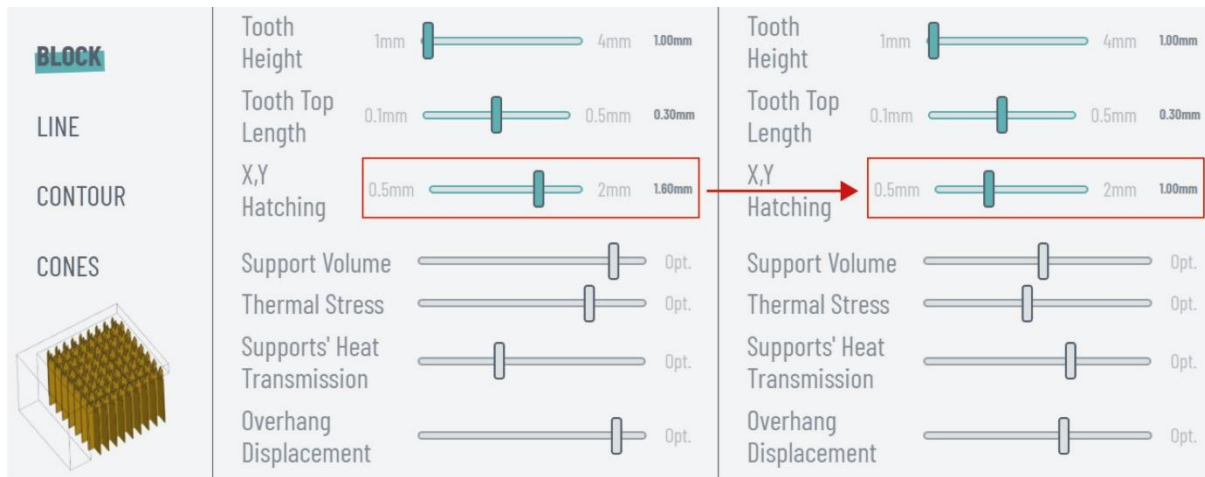 BLOCK
LINE
CONTOUR
CONES
Tooth
Height
1mm 4mm 1.00mm
Tooth Top
Length
0.1mm 0.5mm 0.30mm
X,Y
Hatching
0.5mm 2mm 1.60mm
Support Volume Opt.
Thermal Stress Opt.
Supports' Heat
Transmission
Opt.
Overhang
Displacement
Opt.
Tooth
Height
1mm 4mm 1.00mm
Tooth Top
Length
0.1mm 0.5mm 0.30mm
X,Y
Hatching
0.5mm 2mm 1.00mm
Support Volume Opt.
Thermal Stress Opt.
Supports' Heat
Transmission
Opt.
Overhang
Displacement
Opt.